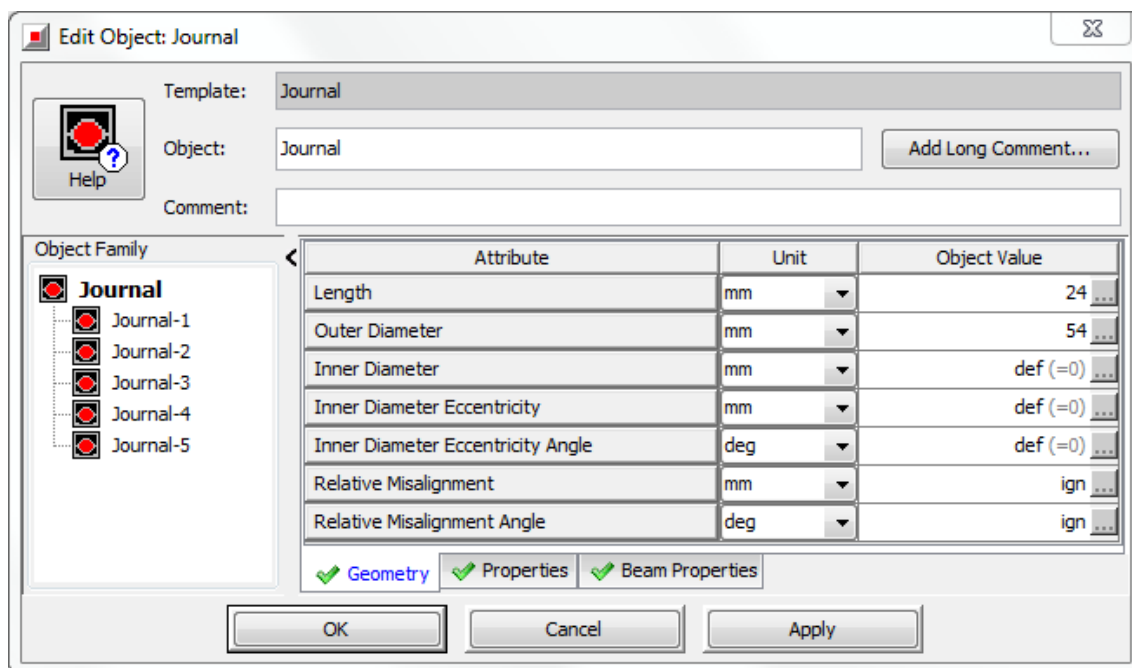 Edit Object: Journal
Template: Journal
Object: Journal Add Long Comment...
Help
Comment:
Object Family
Journal
Journal-1
Journal-2
Journal-3
Journal-4
Journal-5
Attribute Unit Object Value
Length mm 24 ...
Outer Diameter mm 54 ...
Inner Diameter mm def (=0) ...
Inner Diameter Eccentricity mm def (=0) ...
Inner Diameter Eccentricity Angle deg def (=0) ...
Relative Misalignment mm ign ...
Relative Misalignment Angle deg ign ...
Geometry Properties Beam Properties
OK Cancel Apply